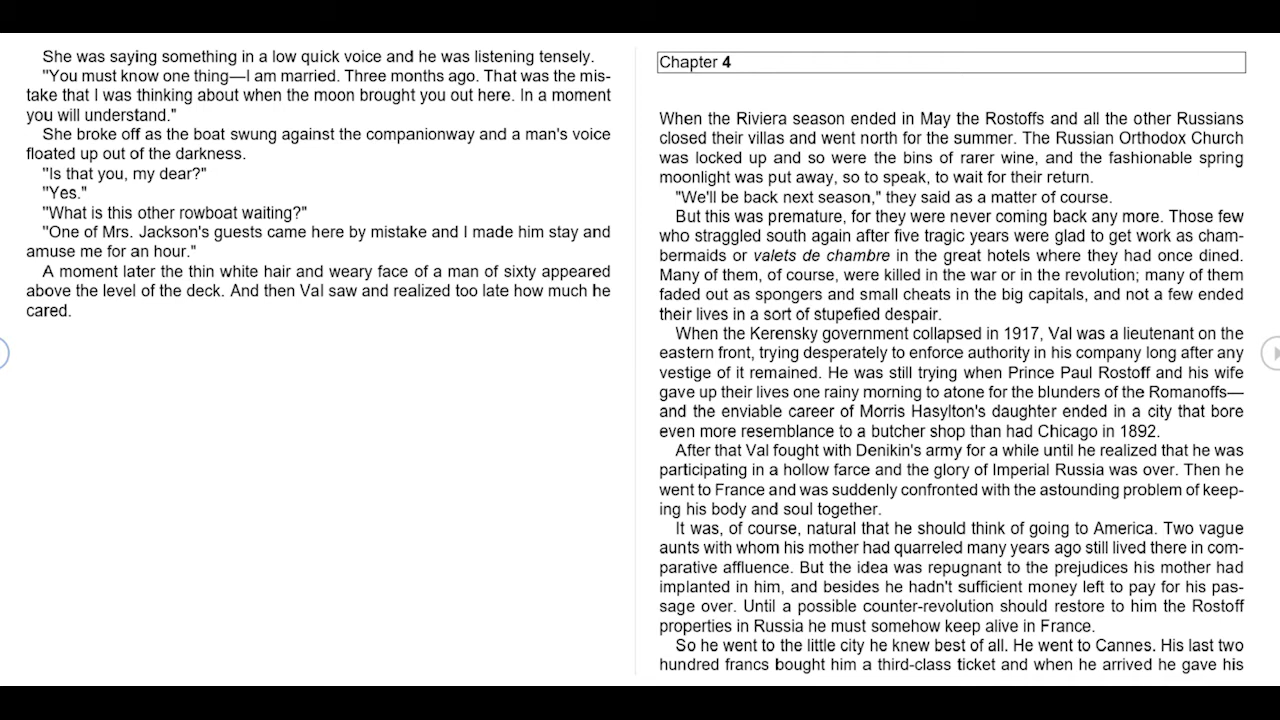 She was saying something in a low quick voice and he was listening tensely.
"You must know one thing—I am married. Three months ago. That was the mis-
take that I was thinking about when the moon brought you out here. In a moment
you will understand."
She broke off as the boat swung against the companionway and a man's voice
floated up out of the darkness.
"Is that you, my dear?"
"Yes."
"What is this other rowboat waiting?"
"One of Mrs. Jackson's guests came here by mistake and I made him stay and
amuse me for an hour."
A moment later the thin white hair and weary face of a man of sixty appeared
above the level of the deck. And then Val saw and realized too late how much he
cared.
Chapter 4
When the Riviera season ended in May the Rostoffs and all the other Russians
closed their villas and went north for the summer. The Russian Orthodox Church
was locked up and so were the bins of rarer wine, and the fashionable spring
moonlight was put away, so to speak, to wait for their return.
"We'll be back next season," they said as a matter of course.
But this was premature, for they were never coming back any more. Those few
who straggled south again after five tragic years were glad to get work as cham-
bermaids or valets de chambre in the great hotels where they had once dined.
Many of them, of course, were killed in the war or in the revolution; many of them
faded out as spongers and small cheats in the big capitals, and not a few ended
their lives in a sort of stupefied despair.
When the Kerensky government collapsed in 1917, Val was a lieutenant on the
eastern front, trying desperately to enforce authority in his company long after any
vestige of it remained. He was still trying when Prince Paul Rostoff and his wife
gave up their lives one rainy morning to atone for the blunders of the Romanoffs—
and the enviable career of Morris Hasylton's daughter ended in a city that bore
even more resemblance to a butcher shop than had Chicago in 1892.
After that Val fought with Denikin's army for a while until he realized that he was
participating in a hollow farce and the glory of Imperial Russia was over. Then he
went to France and was suddenly confronted with the astounding problem of keep-
ing his body and soul together.
It was, of course, natural that he should think of going to America. Two vague
aunts with whom his mother had quarreled many years ago still lived there in com-
parative affluence. But the idea was repugnant to the prejudices his mother had
implanted in him, and besides he hadn't sufficient money left to pay for his pas-
sage over. Until a possible counter-revolution should restore to him the Rostoff
properties in Russia he must somehow keep alive in France.
So he went to the little city he knew best of all. He went to Cannes. His last two
hundred francs bought him a third-class ticket and when he arrived he gave his